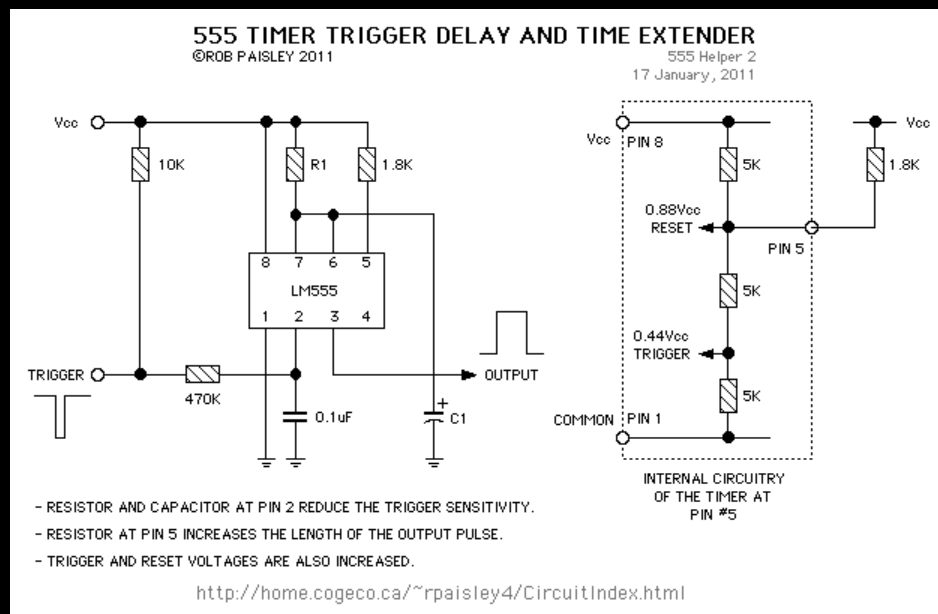 555 TIMER TRIGGER DELAY AND TIME EXTENDER
©ROB PAISLEY 2011
555 Helper 2
17 January, 2011
Vcc
10K
R1
1.8K
8 7 6 5
LM555
1 2 3 4
TRIGGER
470K
0.1uF
+
C1
OUTPUT
Vcc
PIN 8
5K
Vcc
1.8K
0.88Vcc
RESET
PIN 5
5K
0.44Vcc
TRIGGER
5K
COMMON
PIN 1
INTERNAL CIRCUITRY
OF THE TIMER AT
PIN #5
- RESISTOR AND CAPACITOR AT PIN 2 REDUCE THE TRIGGER SENSITIVITY.
- RESISTOR AT PIN 5 INCREASES THE LENGTH OF THE OUTPUT PULSE.
- TRIGGER AND RESET VOLTAGES ARE ALSO INCREASED.
http://home.cogeco.ca/~rpaisley4/CircuitIndex.html